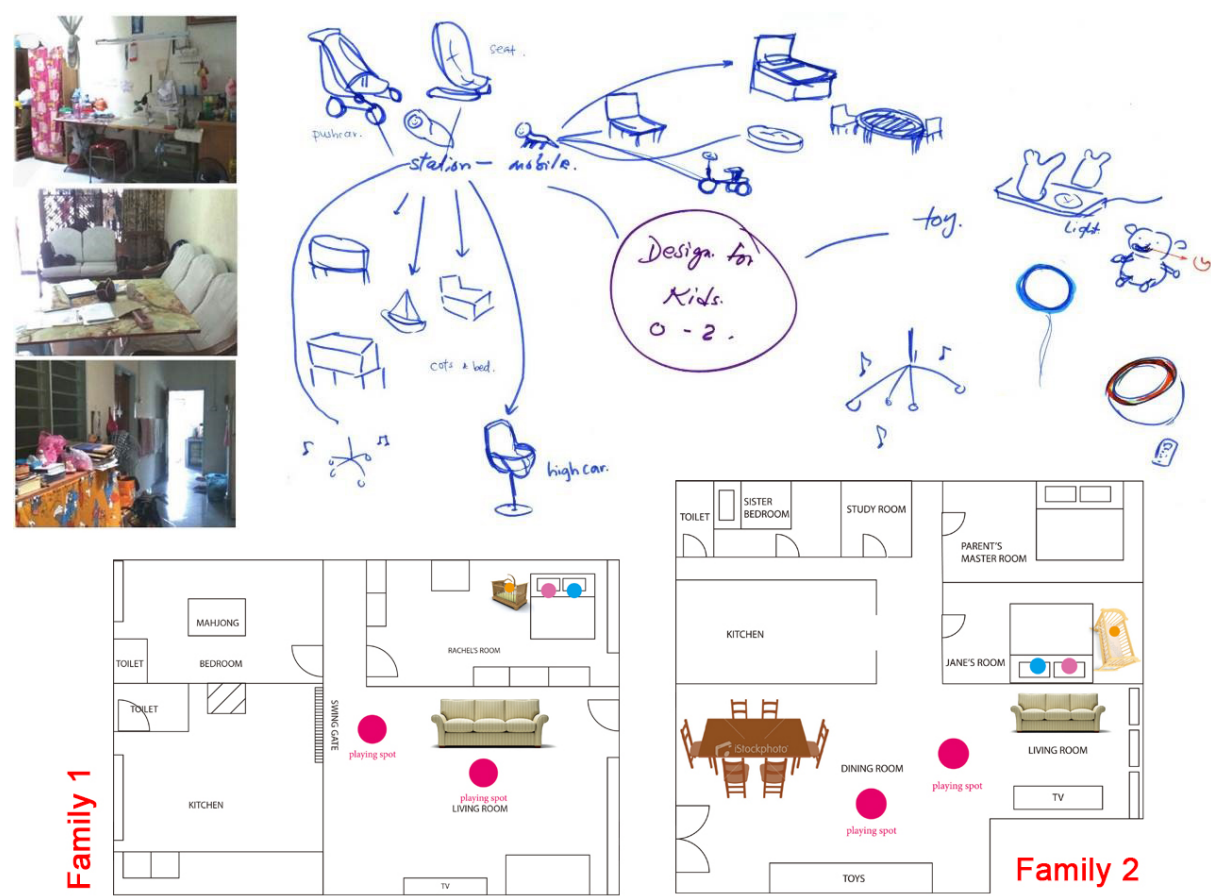 seat.
pushcar.
station – mobile.
Design for
Kids.
0 - 2.
toy.
Light.
cots & bed.
high car.
TOILET
SISTER
BEDROOM
STUDY ROOM
PARENT'S
MASTER ROOM
KITCHEN
JANE'S ROOM
iStockphoto
DINING ROOM
LIVING ROOM
playing spot
playing spot
TV
TOYS
Family 2
MAHJONG
TOILET
BEDROOM
RACHEL'S ROOM
TOILET
SWING GATE
playing spot
playing spot
LIVING ROOM
KITCHEN
TV
Family 1